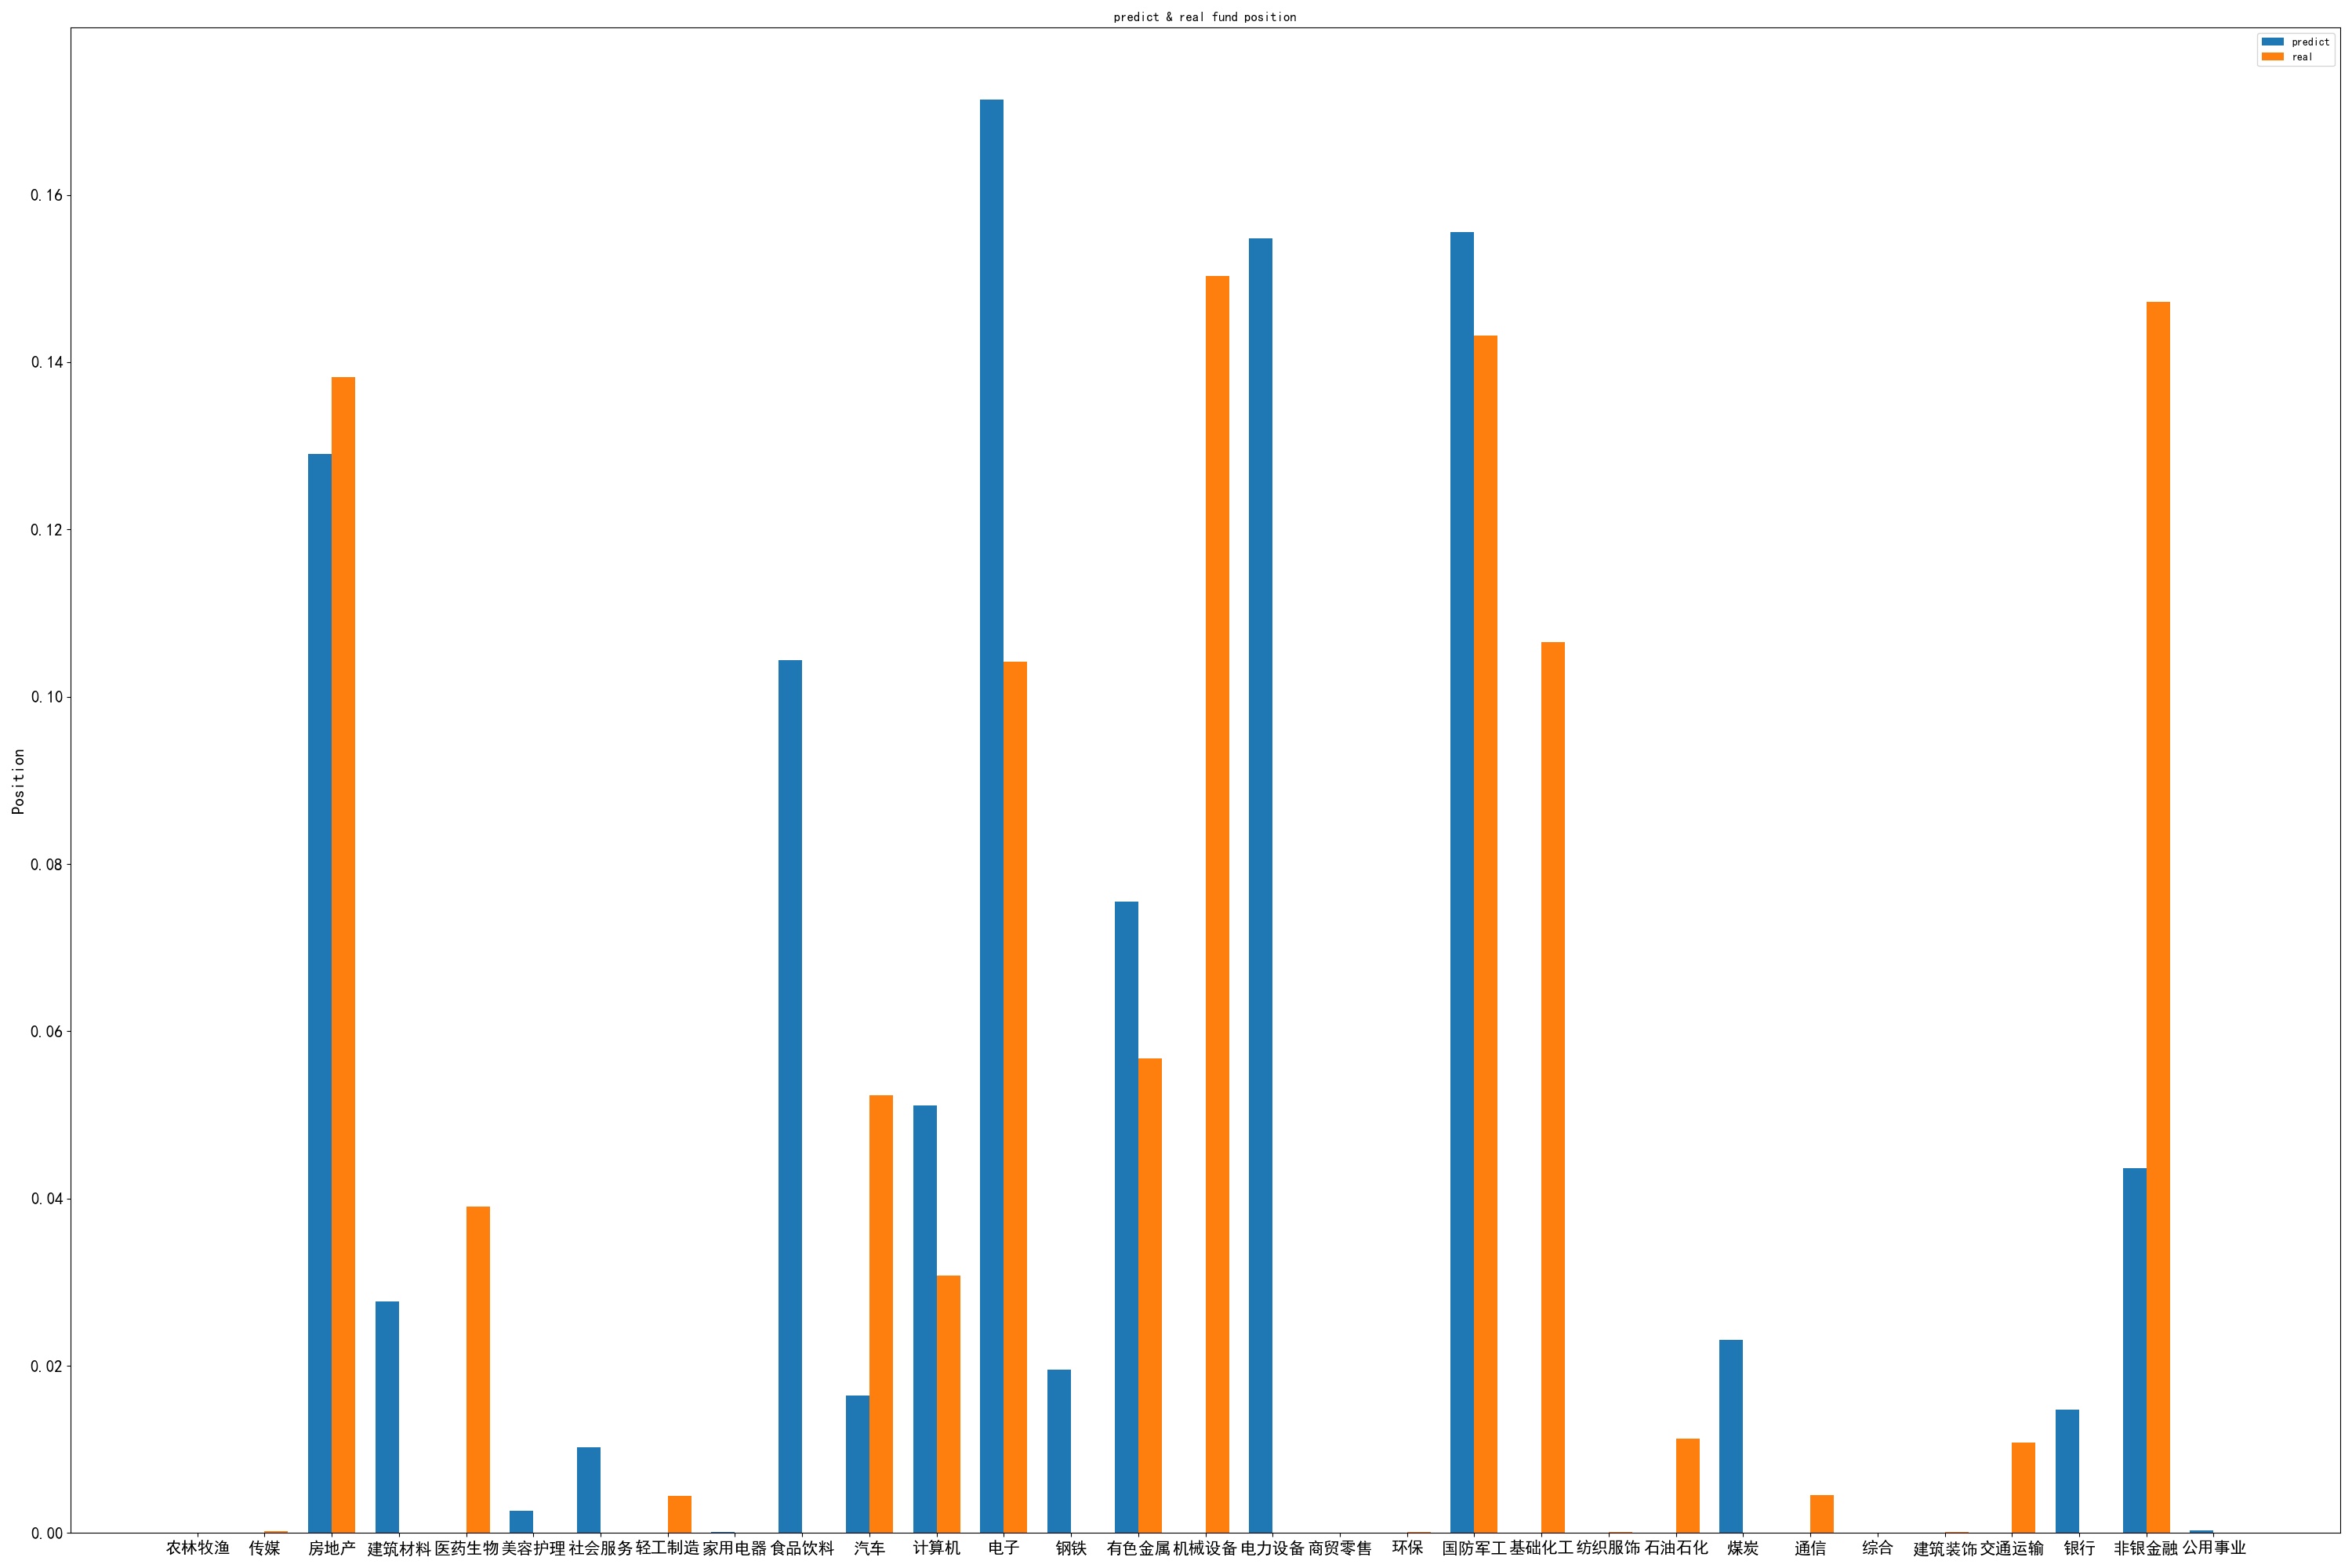 predict & real fund position
predict
real
0.16
0.14
0.12
0.10
0.08
0.06
0.04
0.02
0.00
Position
农林牧渔 传媒 房地产 建筑材料 医药生物 美容护理 社会服务 轻工制造 家用电器 食品饮料 汽车 计算机 电子 钢铁 有色金属 机械设备 电力设备 商贸零售 环保 国防军工 基础化工 纺织服饰 石油石化 煤炭 通信 综合 建筑装饰 交通运输 银行 非银金融 公用事业